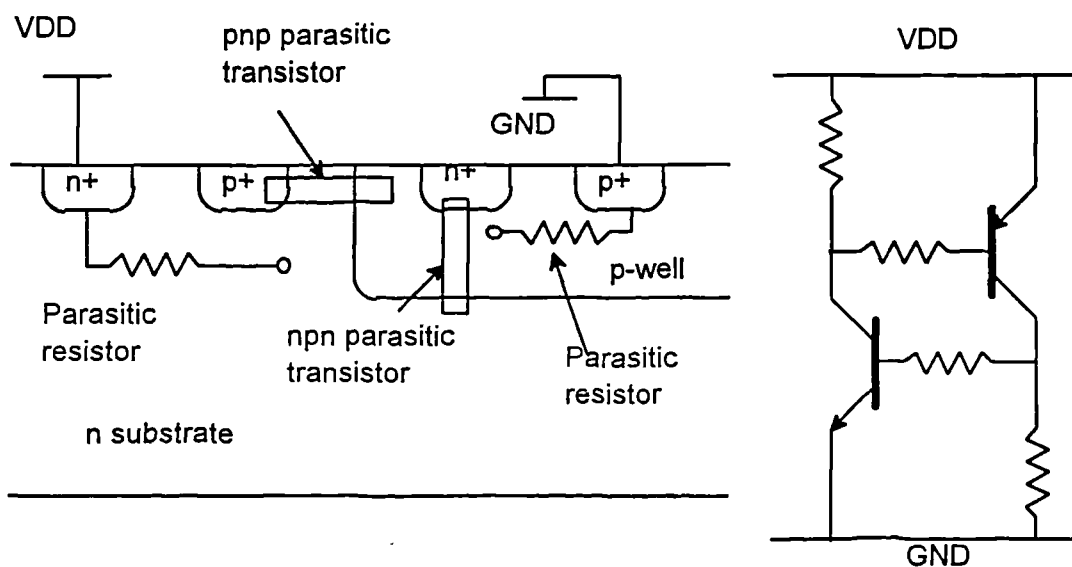 VDD
pnp parasitic
transistor
GND
n+
p+
n+
p+
p-well
Parasitic
resistor
npn parasitic
transistor
Parasitic
resistor
n substrate
VDD
GND